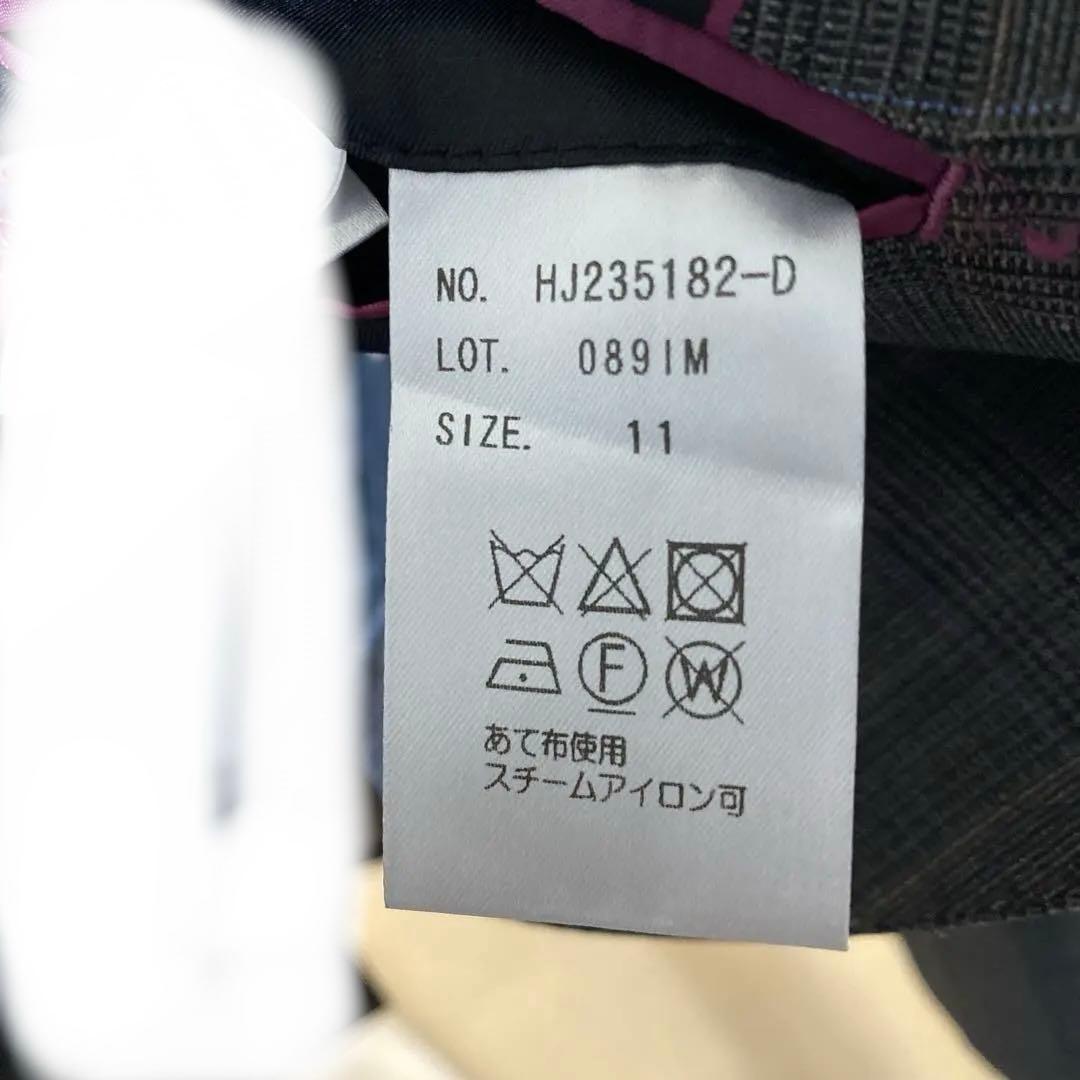 NO. HJ235182-D
LOT. 0891M
SIZE. 11
F W
あて布使用
スチームアイロン可